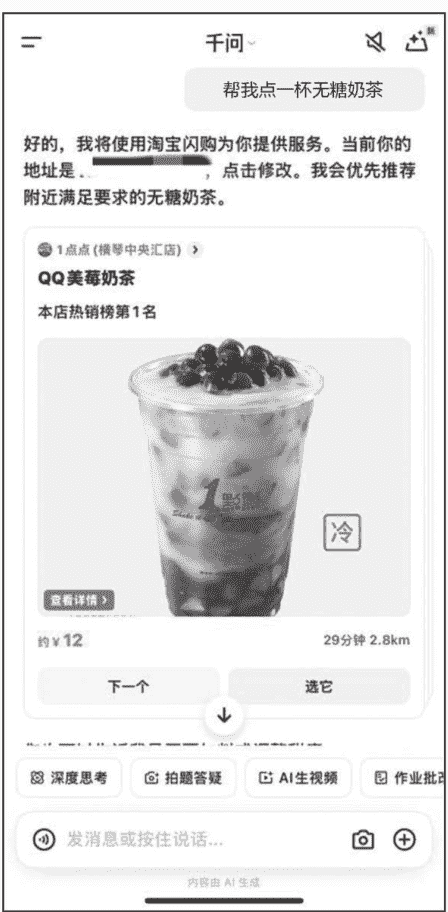 千问
帮我点一杯无糖奶茶
好的，我将使用淘宝闪购为你提供服务。当前你的
地址是
，点击修改。我会优先推荐
附近满足要求的无糖奶茶。
1点点(横琴中央汇店)
QQ美莓奶茶
本店热销榜第1名
1點點
冷
查看详情
约¥12
29分钟 2.8km
下一个
选它
深度思考
拍题答疑
AI生视频
作业批改
发消息或按住说话...
内容由 AI 生成